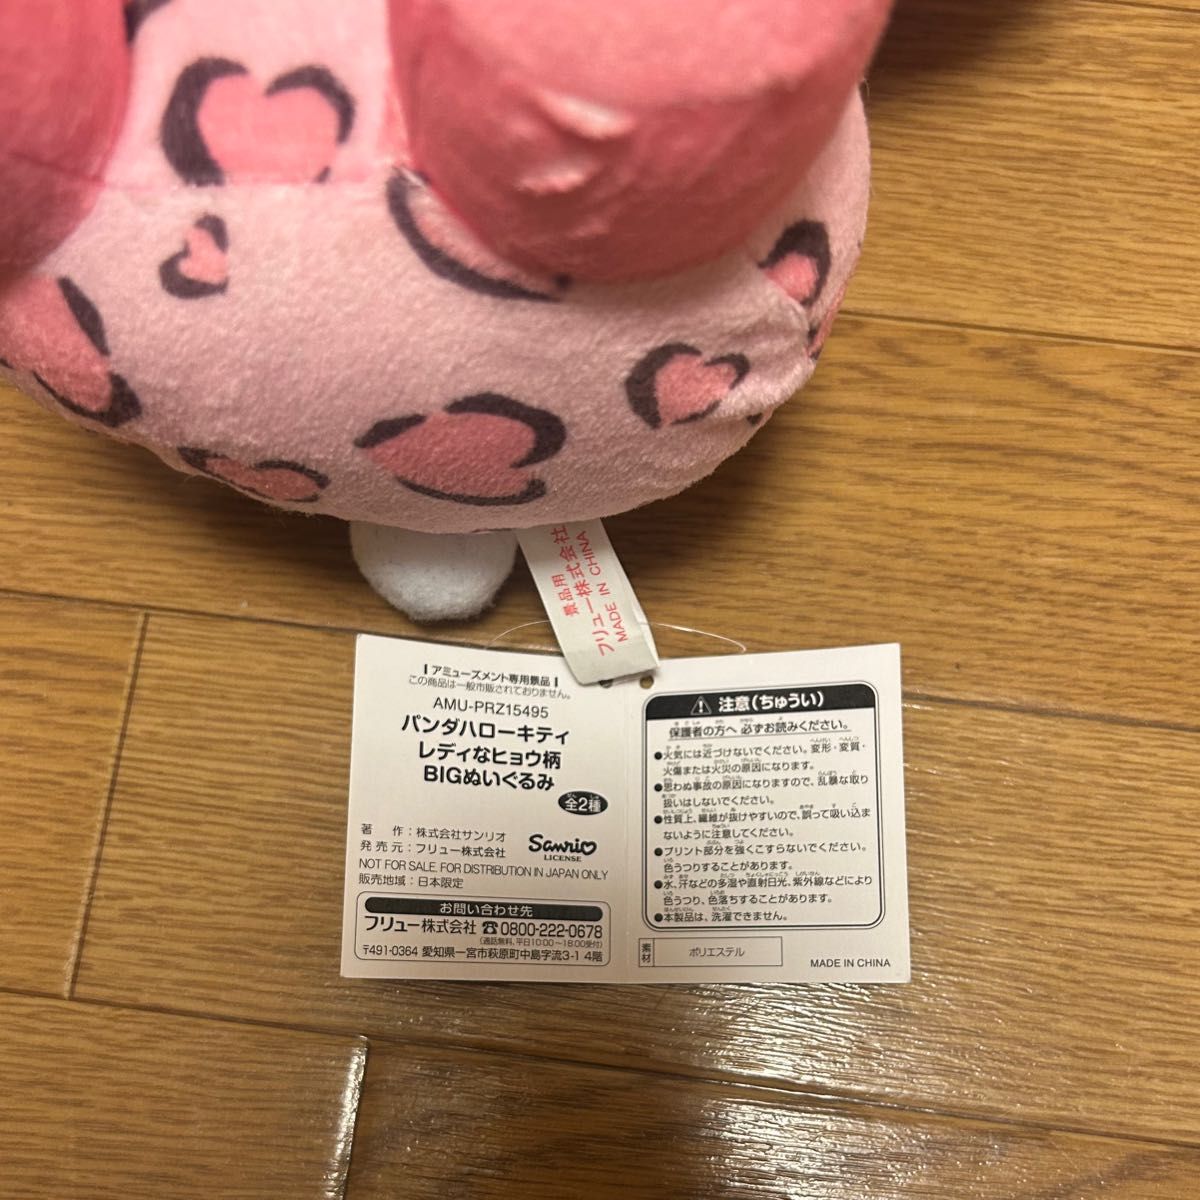 景品用
フリュー株式会社
MADE IN CHINA
アミューズメント専用景品
この商品は一般市販されておりません。
AMU-PRZ15495
パンダハローキティ
レディなヒョウ柄
BIGぬいぐるみ
全2種
著　作：株式会社サンリオ
発売元：フリュー株式会社
Sanrio
LICENSE
NOT FOR SALE. FOR DISTRIBUTION IN JAPAN ONLY
販売地域：日本限定
お問い合わせ先
フリュー株式会社 ☎0800-222-0678
(通話無料、平日10:00～18:00受付)
〒491-0364 愛知県一宮市萩原町中島字流3-1 4階
注意(ちゅうい)
保護者の方へ 必ずお読みください。
●火気には近づけないでください。変形・変質・
火傷または火災の原因になります。
●思わぬ事故の原因になりますので、乱暴な取り
扱いはしないでください。
●性質上、繊維が抜けやすいので、誤って吸い込ま
ないように注意してください。
●プリント部分を強くこすらないでください。
色うつりすることがあります。
●水、汗などの多湿や直射日光、紫外線などにより
色うつり、色落ちすることがあります。
●本製品は、洗濯できません。
素材 ポリエステル
MADE IN CHINA